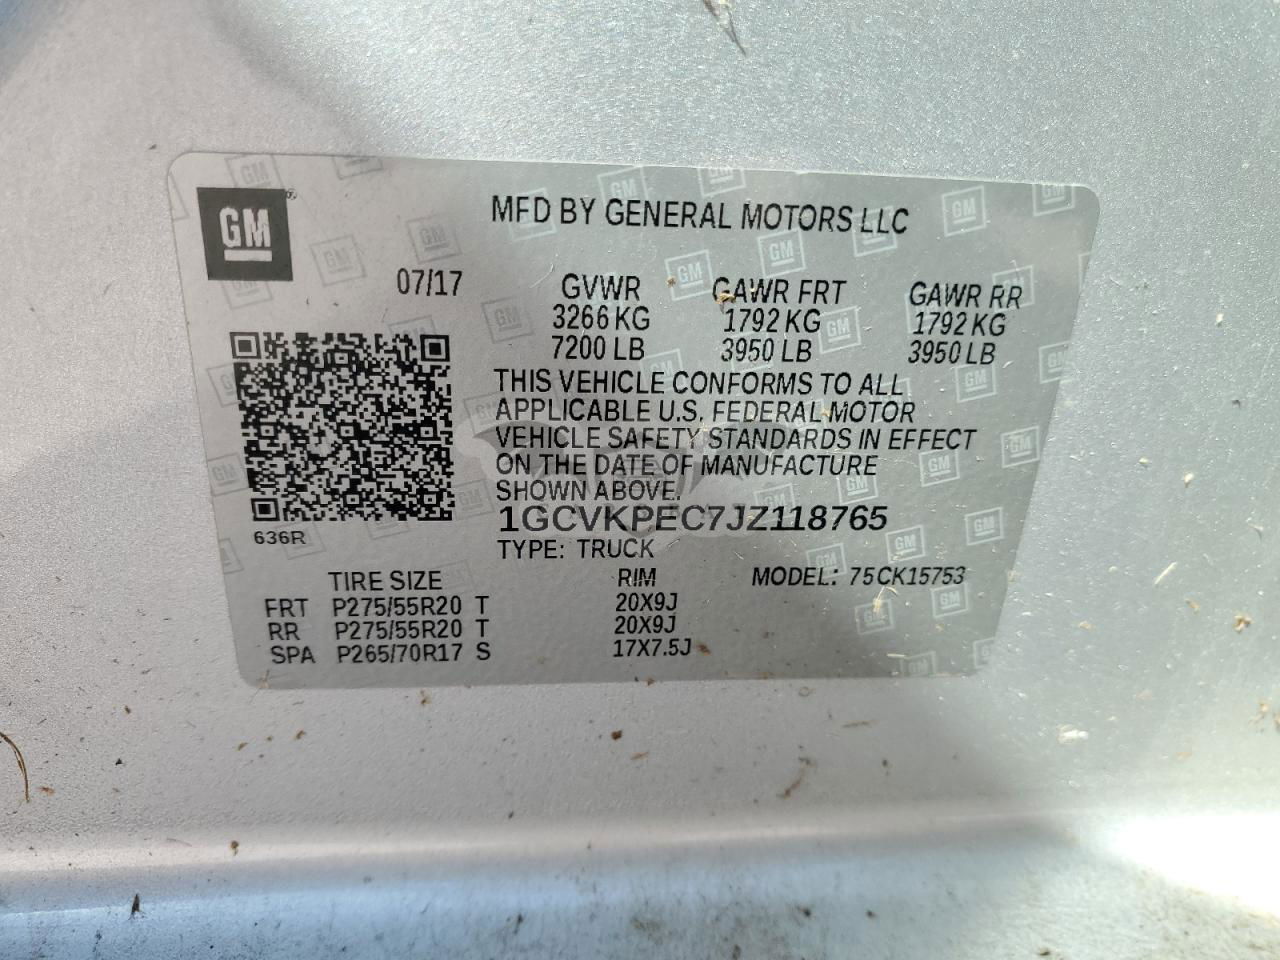 GM
MFD BY GENERAL MOTORS LLC
07/17
GVWR GAWR FRT GAWR RR
3266 KG 1792 KG 1792 KG
7200 LB 3950 LB 3950 LB
THIS VEHICLE CONFORMS TO ALL
APPLICABLE U.S. FEDERAL MOTOR
VEHICLE SAFETY STANDARDS IN EFFECT
ON THE DATE OF MANUFACTURE
SHOWN ABOVE.
1GCVKPEC7JZ118765
636R
TYPE: TRUCK
TIRE SIZE RIM MODEL: 75CK15753
FRT P275/55R20 T 20X9J
RR P275/55R20 T 20X9J
SPA P265/70R17 S 17X7.5J